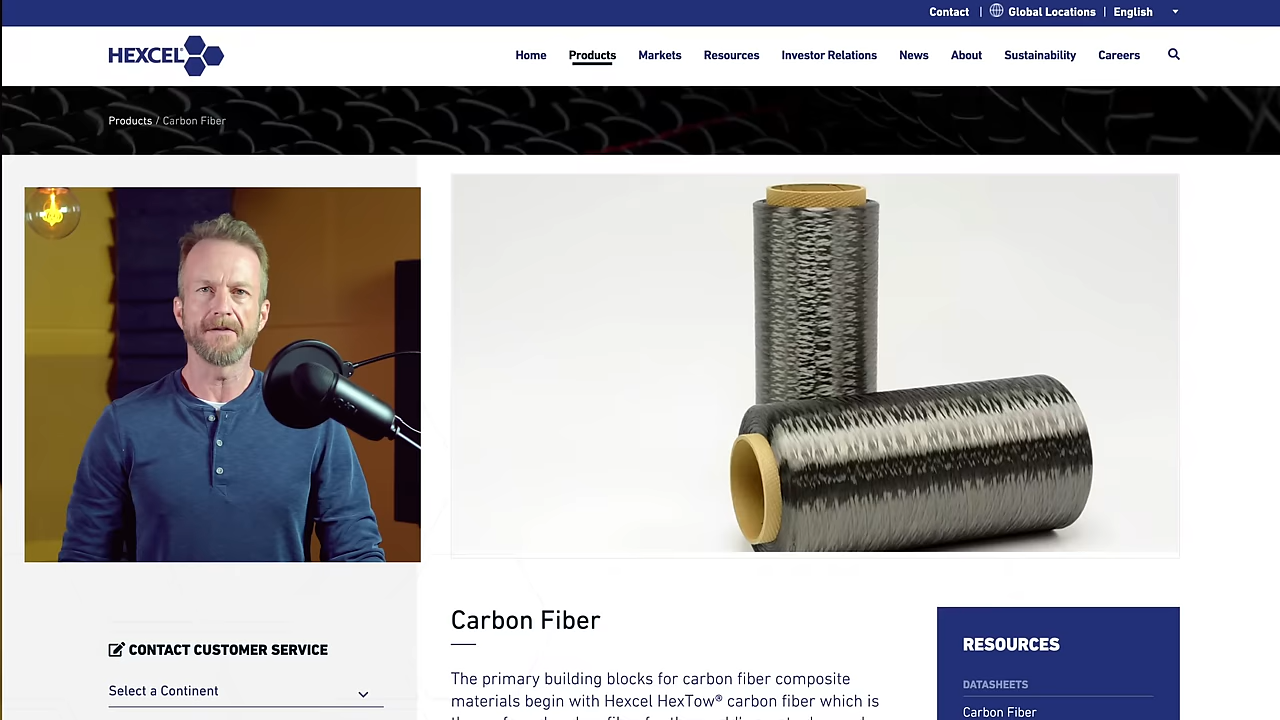 Contact | Global Locations | English
HEXCEL®
Home Products Markets Resources Investor Relations News About Sustainability Careers
Products / Carbon Fiber
Carbon Fiber
The primary building blocks for carbon fiber composite
materials begin with Hexcel HexTow® carbon fiber which is
CONTACT CUSTOMER SERVICE
Select a Continent
RESOURCES
DATASHEETS
Carbon Fiber